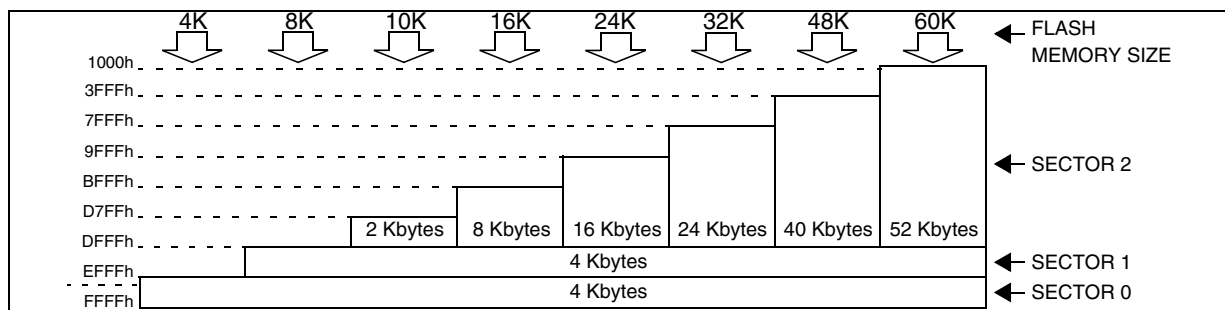 4K 8K 10K 16K 24K 32K 48K 60K
FLASH
MEMORY SIZE
1000h
3FFFh
7FFFh
9FFFh
SECTOR 2
BFFFh
D7FFh
2 Kbytes 8 Kbytes 16 Kbytes 24 Kbytes 40 Kbytes 52 Kbytes
DFFFh
4 Kbytes SECTOR 1
EFFFh
4 Kbytes SECTOR 0
FFFFh